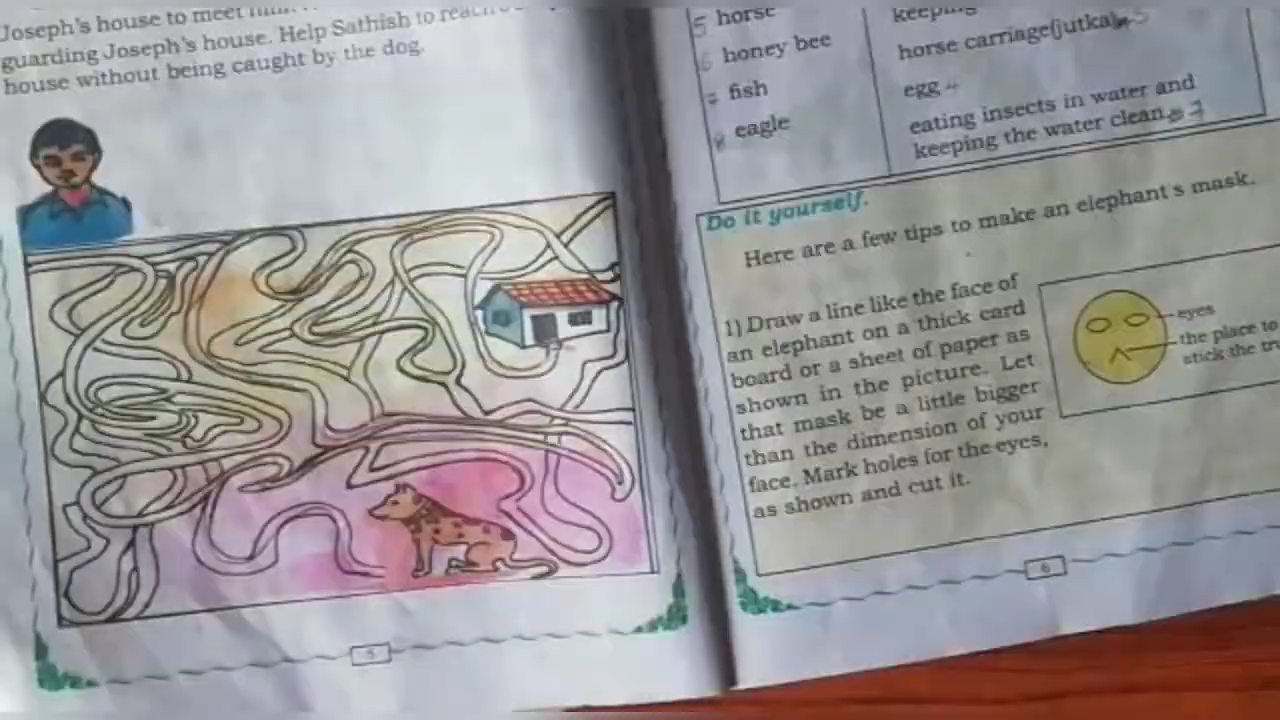 Joseph's house to meet
guarding Joseph's house. Help Sathish to reach
house without being caught by the dog.
5
5 horse
honey bee
fish
eagle
keeping
horse carriage(jutka)
egg 4
eating insects in water and
keeping the water clean. 7
Do it yourself.
Here are a few tips to make an elephant's mask.
1) Draw a line like the face of
an elephant on a thick card
board or a sheet of paper as
shown in the picture. Let
that mask be a little bigger
than the dimension of your
face. Mark holes for the eyes,
as shown and cut it.
eyes
the place to
stick the
6